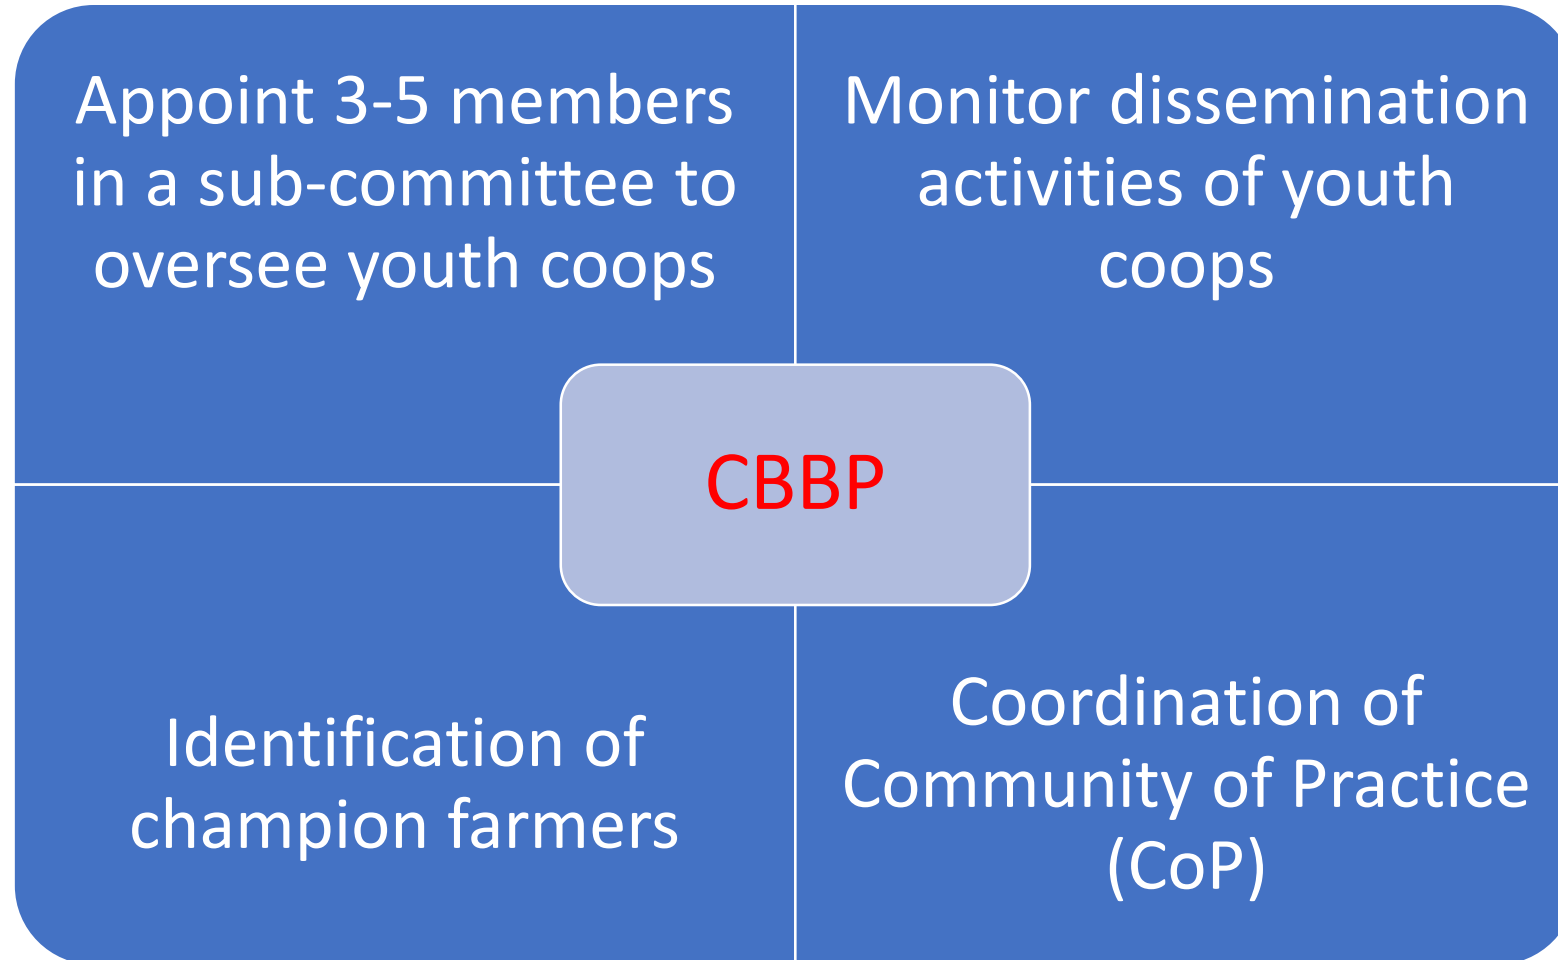 Appoint 3-5 members
in a sub-committee to
oversee youth coops
Monitor dissemination
activities of youth
coops
CBBP
Identification of
champion farmers
Coordination of
Community of Practice
(CoP)